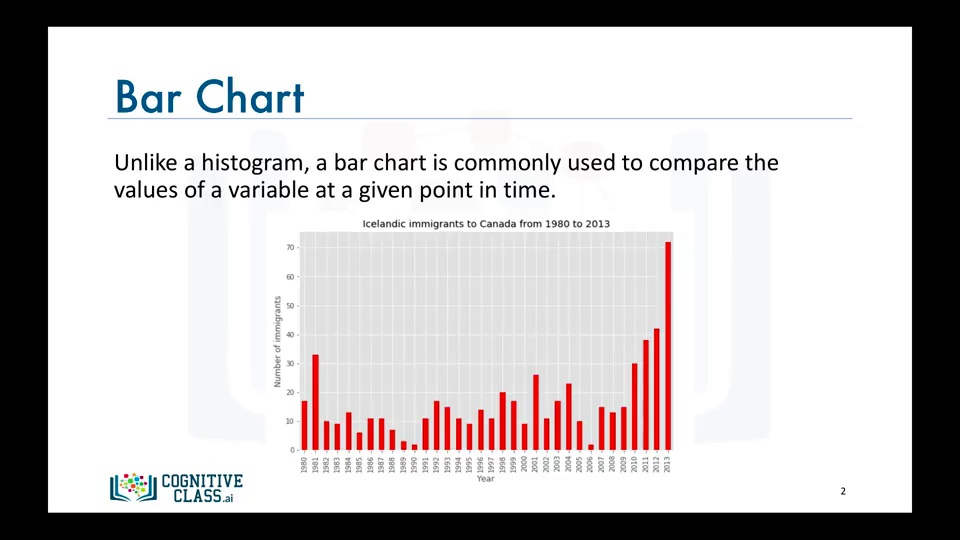 Bar Chart
Unlike a histogram, a bar chart is commonly used to compare the
values of a variable at a given point in time.
Icelandic immigrants to Canada from 1980 to 2013
Number of immigrants
70
60
50
40
30
20
10
0
1980 1981 1982 1983 1984 1985 1986 1987 1988 1989 1990 1991 1992 1993 1994 1995 1996 1997 1998 1999 2000 2001 2002 2003 2004 2005 2006 2007 2008 2009 2010 2011 2012 2013
Year
COGNITIVE
CLASS.ai
2